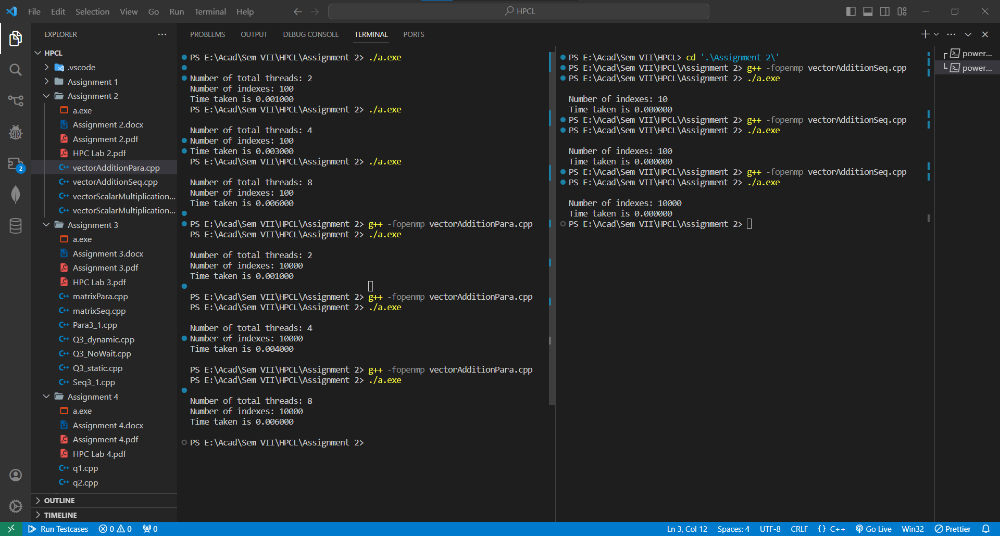 File Edit Selection View Go Run Terminal Help
HPCL
EXPLORER
HPCL
.vscode
Assignment 1
Assignment 2
a.exe
Assignment 2.docx
Assignment 2.pdf
HPC Lab 2.pdf
vectorAdditionPara.cpp
vectorAdditionSeq.cpp
vectorScalarMultiplication...
vectorScalarMultiplication...
Assignment 3
a.exe
Assignment 3.docx
Assignment 3.pdf
HPC Lab 3.pdf
matrixPara.cpp
matrixSeq.cpp
Para3_1.cpp
Q3_dynamic.cpp
Q3_NoWait.cpp
Q3_static.cpp
Seq3_1.cpp
Assignment 4
a.exe
Assignment 4.docx
Assignment 4.pdf
HPC Lab 4.pdf
q1.cpp
q2.cpp
OUTLINE
TIMELINE
2
PROBLEMS OUTPUT DEBUG CONSOLE TERMINAL PORTS
PS E:\Acad\Sem VII\HPCL\Assignment 2> ./a.exe
Number of total threads: 2
Number of indexes: 100
Time taken is 0.001000
PS E:\Acad\Sem VII\HPCL\Assignment 2> ./a.exe
Number of total threads: 4
Number of indexes: 100
Time taken is 0.003000
PS E:\Acad\Sem VII\HPCL\Assignment 2> ./a.exe
Number of total threads: 8
Number of indexes: 100
Time taken is 0.006000
PS E:\Acad\Sem VII\HPCL\Assignment 2> g++ -fopenmp vectorAdditionPara.cpp
PS E:\Acad\Sem VII\HPCL\Assignment 2> ./a.exe
Number of total threads: 2
Number of indexes: 10000
Time taken is 0.001000
PS E:\Acad\Sem VII\HPCL\Assignment 2> g++ -fopenmp vectorAdditionPara.cpp
PS E:\Acad\Sem VII\HPCL\Assignment 2> ./a.exe
Number of total threads: 4
Number of indexes: 10000
Time taken is 0.004000
PS E:\Acad\Sem VII\HPCL\Assignment 2> g++ -fopenmp vectorAdditionPara.cpp
PS E:\Acad\Sem VII\HPCL\Assignment 2> ./a.exe
Number of total threads: 8
Number of indexes: 10000
Time taken is 0.006000
PS E:\Acad\Sem VII\HPCL\Assignment 2>
PS E:\Acad\Sem VII\HPCL> cd '.\Assignment 2\'
PS E:\Acad\Sem VII\HPCL\Assignment 2> g++ -fopenmp vectorAdditionSeq.cpp
PS E:\Acad\Sem VII\HPCL\Assignment 2> ./a.exe
Number of indexes: 10
Time taken is 0.000000
PS E:\Acad\Sem VII\HPCL\Assignment 2> g++ -fopenmp vectorAdditionSeq.cpp
PS E:\Acad\Sem VII\HPCL\Assignment 2> ./a.exe
Number of indexes: 100
Time taken is 0.000000
PS E:\Acad\Sem VII\HPCL\Assignment 2> g++ -fopenmp vectorAdditionSeq.cpp
PS E:\Acad\Sem VII\HPCL\Assignment 2> ./a.exe
Number of indexes: 10000
Time taken is 0.000000
PS E:\Acad\Sem VII\HPCL\Assignment 2>
power...
power...
Run Testcases 0 0 0 Ln 3, Col 12 Spaces: 4 UTF-8 CRLF {} C++ Go Live Win32 Prettier